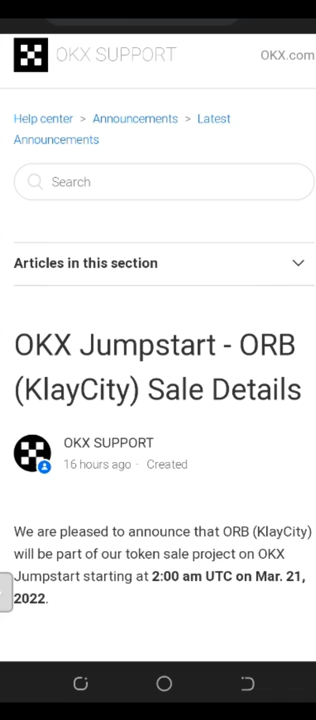 OKX SUPPORT
OKX.com
Help center > Announcements > Latest
Announcements
Search
Articles in this section
OKX Jumpstart - ORB
(KlayCity) Sale Details
OKX SUPPORT
16 hours ago · Created
We are pleased to announce that ORB (KlayCity)
will be part of our token sale project on OKX
Jumpstart starting at 2:00 am UTC on Mar. 21,
2022.